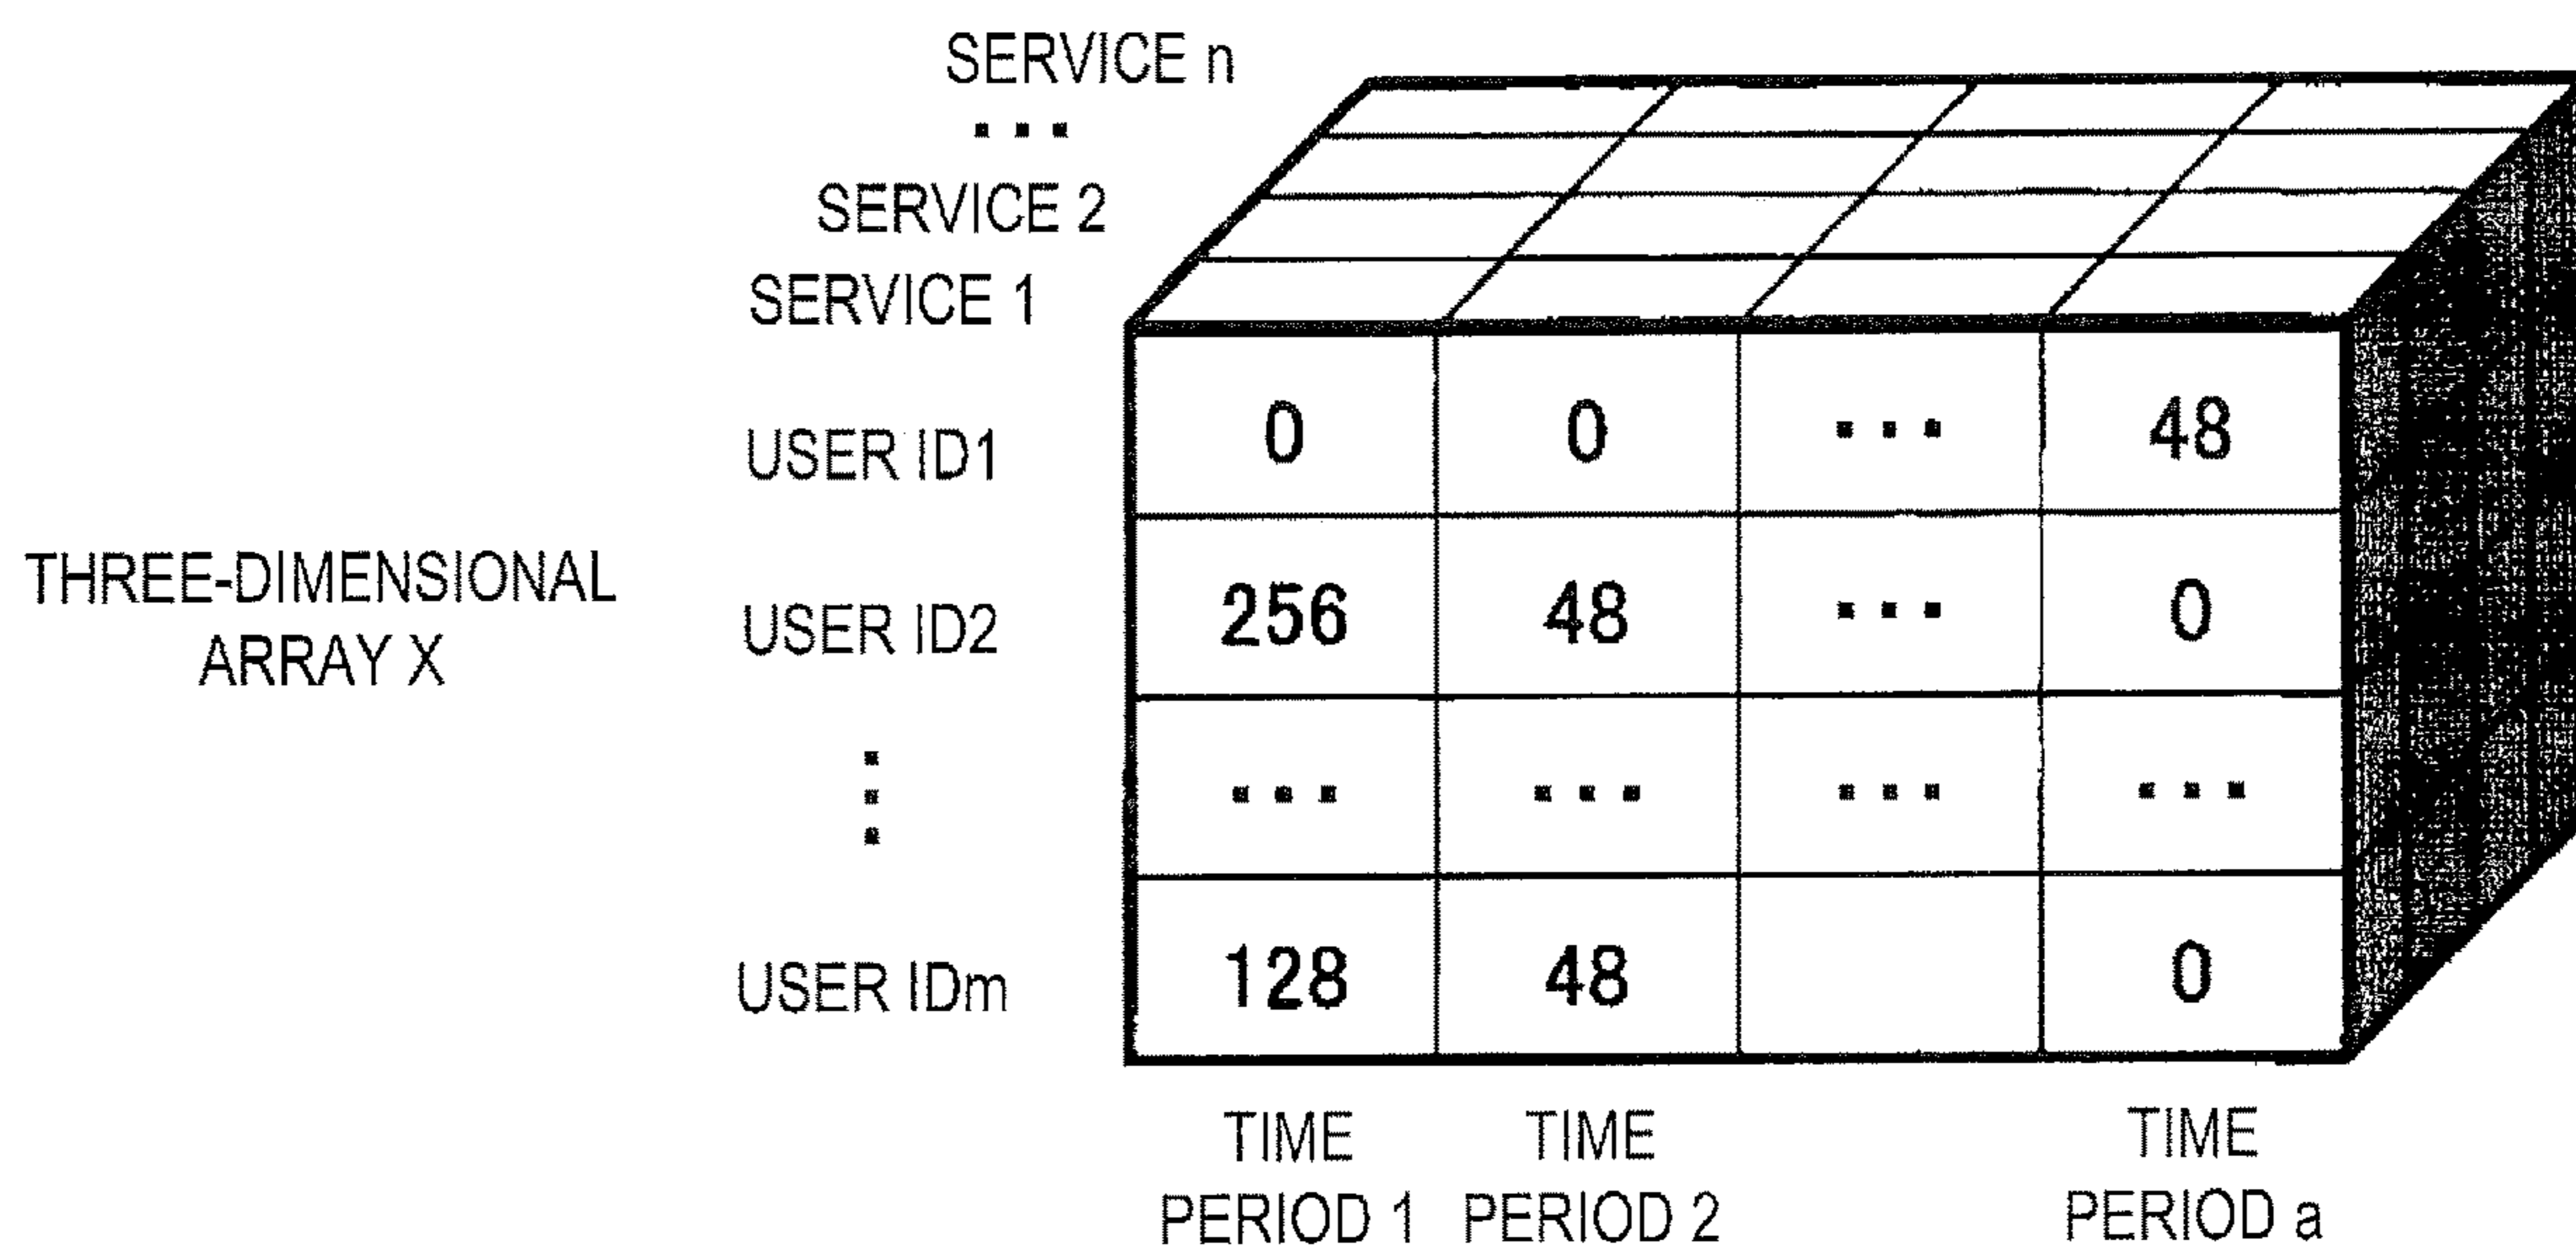 SERVICE n
...
SERVICE 2
SERVICE 1
THREE-DIMENSIONAL
ARRAY X
USER ID1 0 0 ... 48
USER ID2 256 48 ... 0
... ... ... ... ...
USER IDm 128 48 0
TIME PERIOD 1
TIME PERIOD 2
TIME PERIOD a